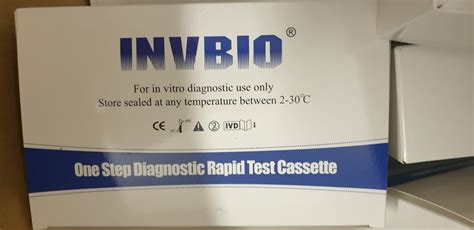 INVBIO®
For in vitro diagnostic use only
Store sealed at any temperature between 2-30℃
CE IVD
One Step Diagnostic Rapid Test Cassette